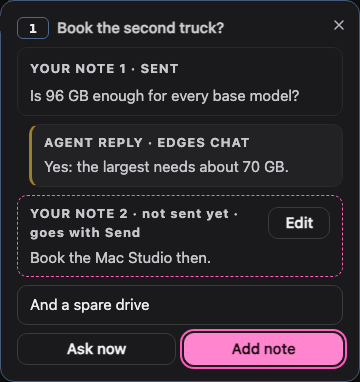 1 Book the second truck? ×
YOUR NOTE 1 · SENT
Is 96 GB enough for every base model?
AGENT REPLY · EDGES CHAT
Yes: the largest needs about 70 GB.
YOUR NOTE 2 · not sent yet ·
goes with Send
Edit
Book the Mac Studio then.
And a spare drive
Ask now Add note